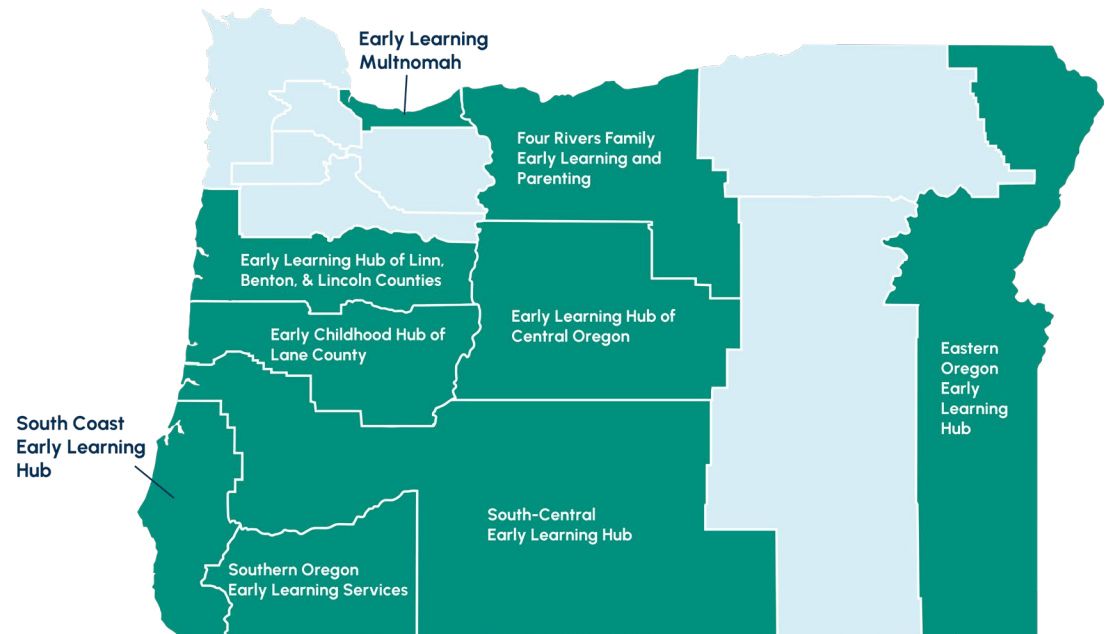 Early Learning
Multnomah
Four Rivers Family
Early Learning and
Parenting
Early Learning Hub of Linn,
Benton, & Lincoln Counties
Early Learning Hub of
Central Oregon
Early Childhood Hub of
Lane County
Eastern
Oregon
Early
Learning
Hub
South Coast
Early Learning
Hub
South-Central
Early Learning Hub
Southern Oregon
Early Learning Services